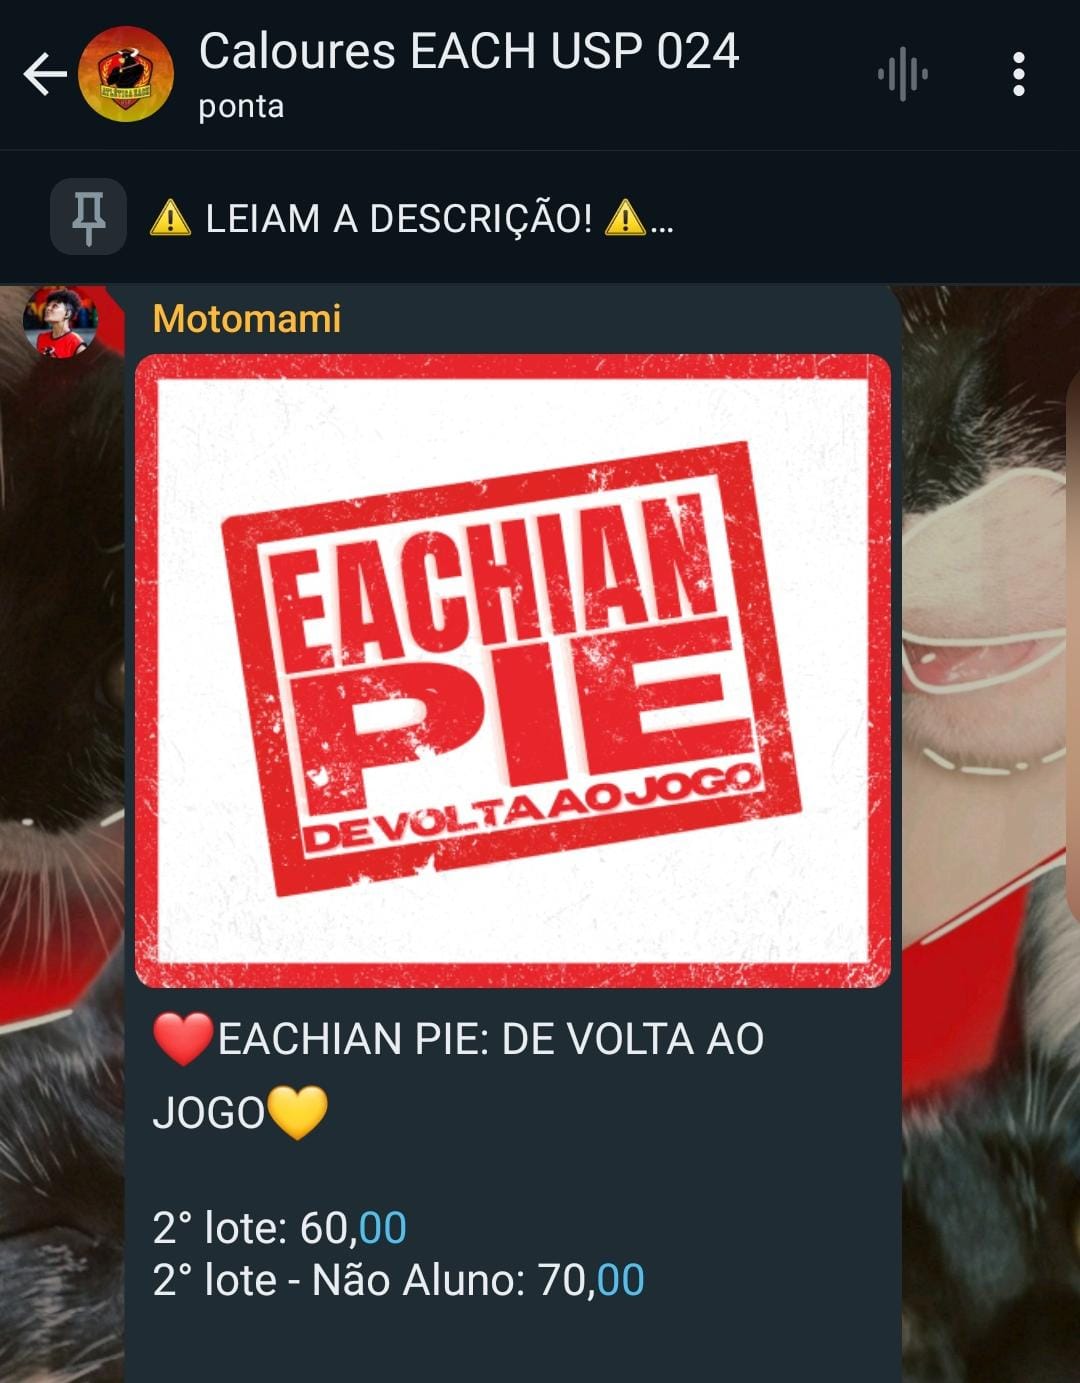 Caloures EACH USP 024
ponta
⚠️ LEIAM A DESCRIÇÃO! ⚠️...
Motomami
EACHIAN
PIE
DE VOLTA AO JOGO
❤️EACHIAN PIE: DE VOLTA AO
JOGO💛
2° lote: 60,00
2° lote - Não Aluno: 70,00